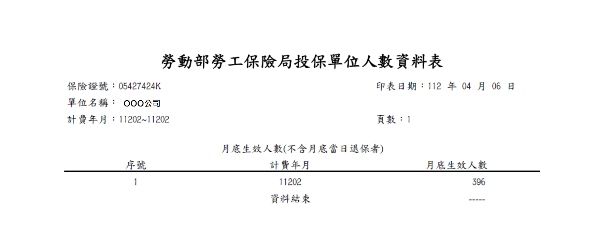 勞動部勞工保險局投保單位人數資料表
保險證號：05427424K 印表日期：112 年 04 月 06 日
單位名稱： OOO公司
計費年月：11202~11202 頁數：1
月底生效人數(不含月底當日退保者)
序號 計費年月 月底生效人數
1 11202 396
資料結束 -----